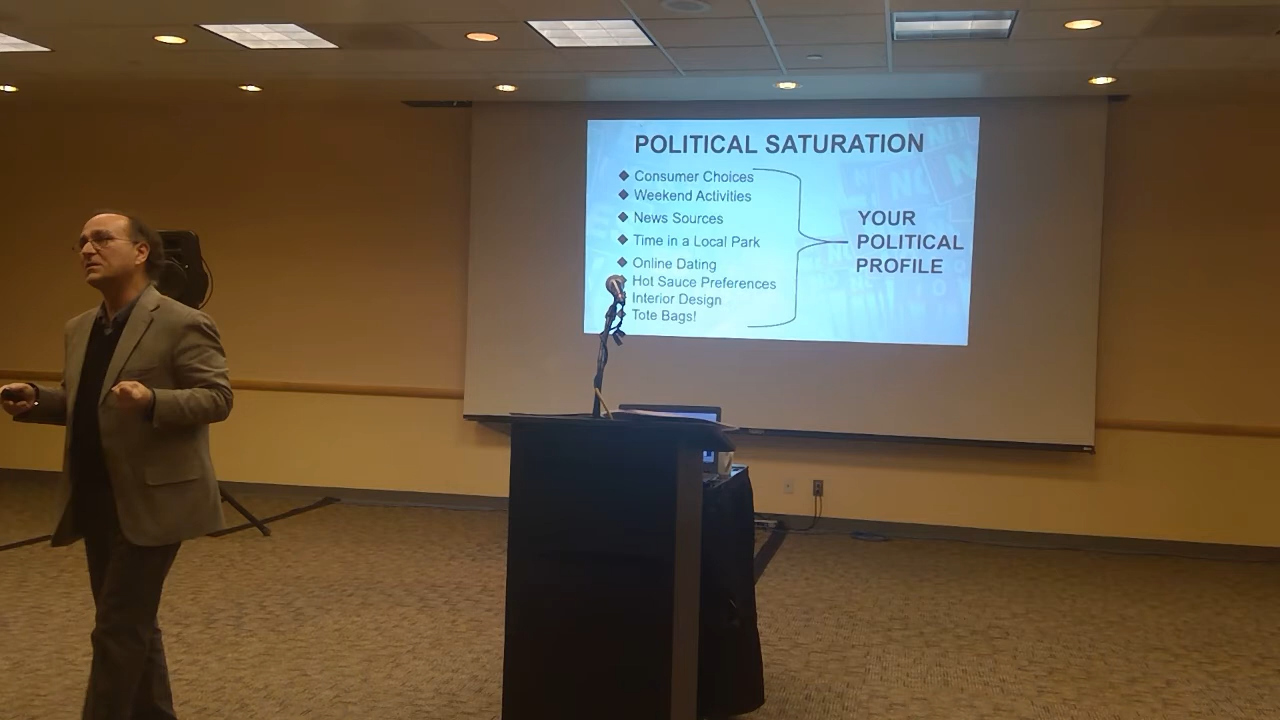 POLITICAL SATURATION
Consumer Choices
Weekend Activities
News Sources
Time in a Local Park
Online Dating
Hot Sauce Preferences
Interior Design
Tote Bags!
YOUR
POLITICAL
PROFILE